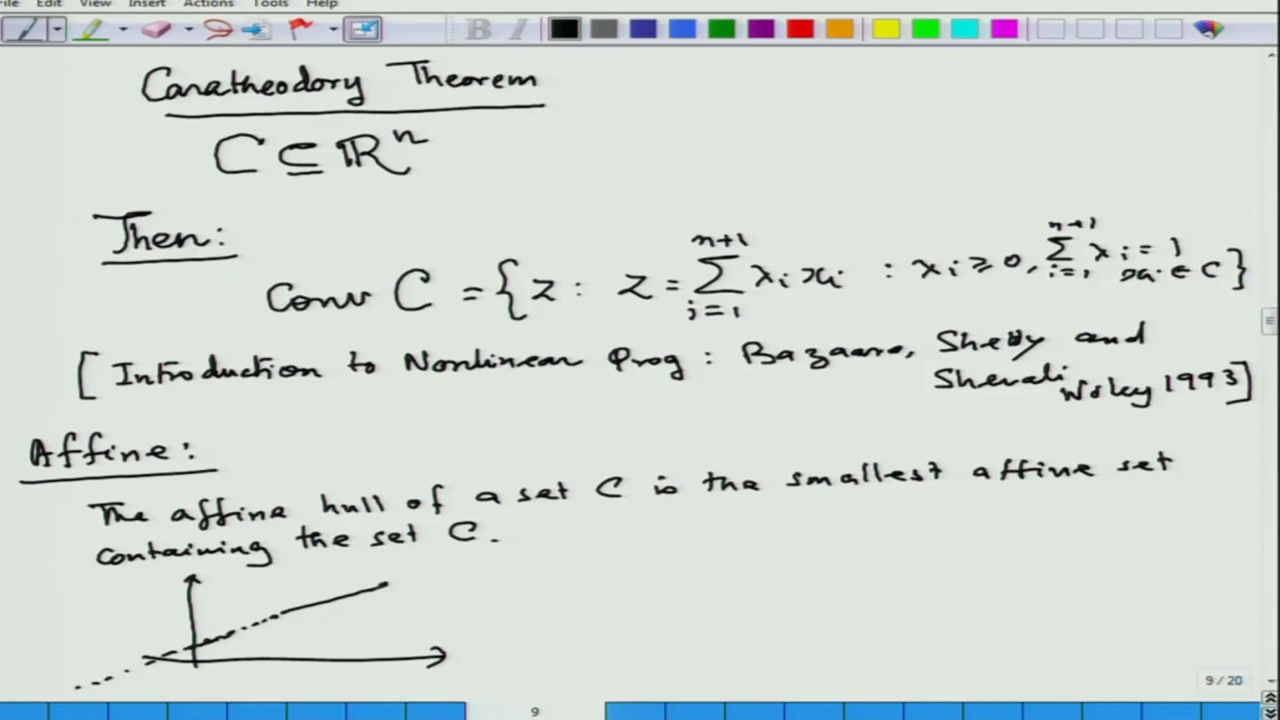 File Edit View Insert Actions Tools Help
Caratheodory Theorem
C ⊆ ℝⁿ
Then:
Conv C = {z : z = ∑_{i=1}^{n+1} λᵢ xᵢ : λᵢ ≥ 0, ∑_{i=1}^{n+1} λᵢ = 1 xᵢ ∈ C}
[Introduction to Nonlinear Prog : Bazaara, Shetty and
Sherali Wiley 1993]
Affine:
The affine hull of a set C is the smallest affine set
containing the set C.
9 / 20
9